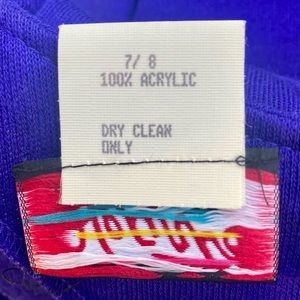 7/ 8
100% ACRYLIC
DRY CLEAN
ONLY